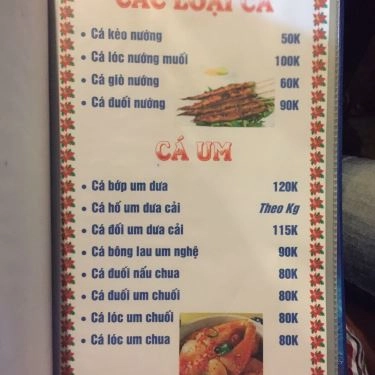 CÁC LOẠI CÁ
• Cá kèo nướng 50K
• Cá lóc nướng muối 100K
• Cá giò nướng 60K
• Cá đuối nướng 90K
CÁ UM
• Cá bớp um dưa 120K
• Cá hố um dưa cải Theo Kg
• Cá đối um dưa cải 115K
• Cá bông lau um nghệ 90K
• Cá đuối nấu chua 80K
• Cá đuối um chuối 80K
• Cá lóc um chuối 80K
• Cá lóc um chua 80K